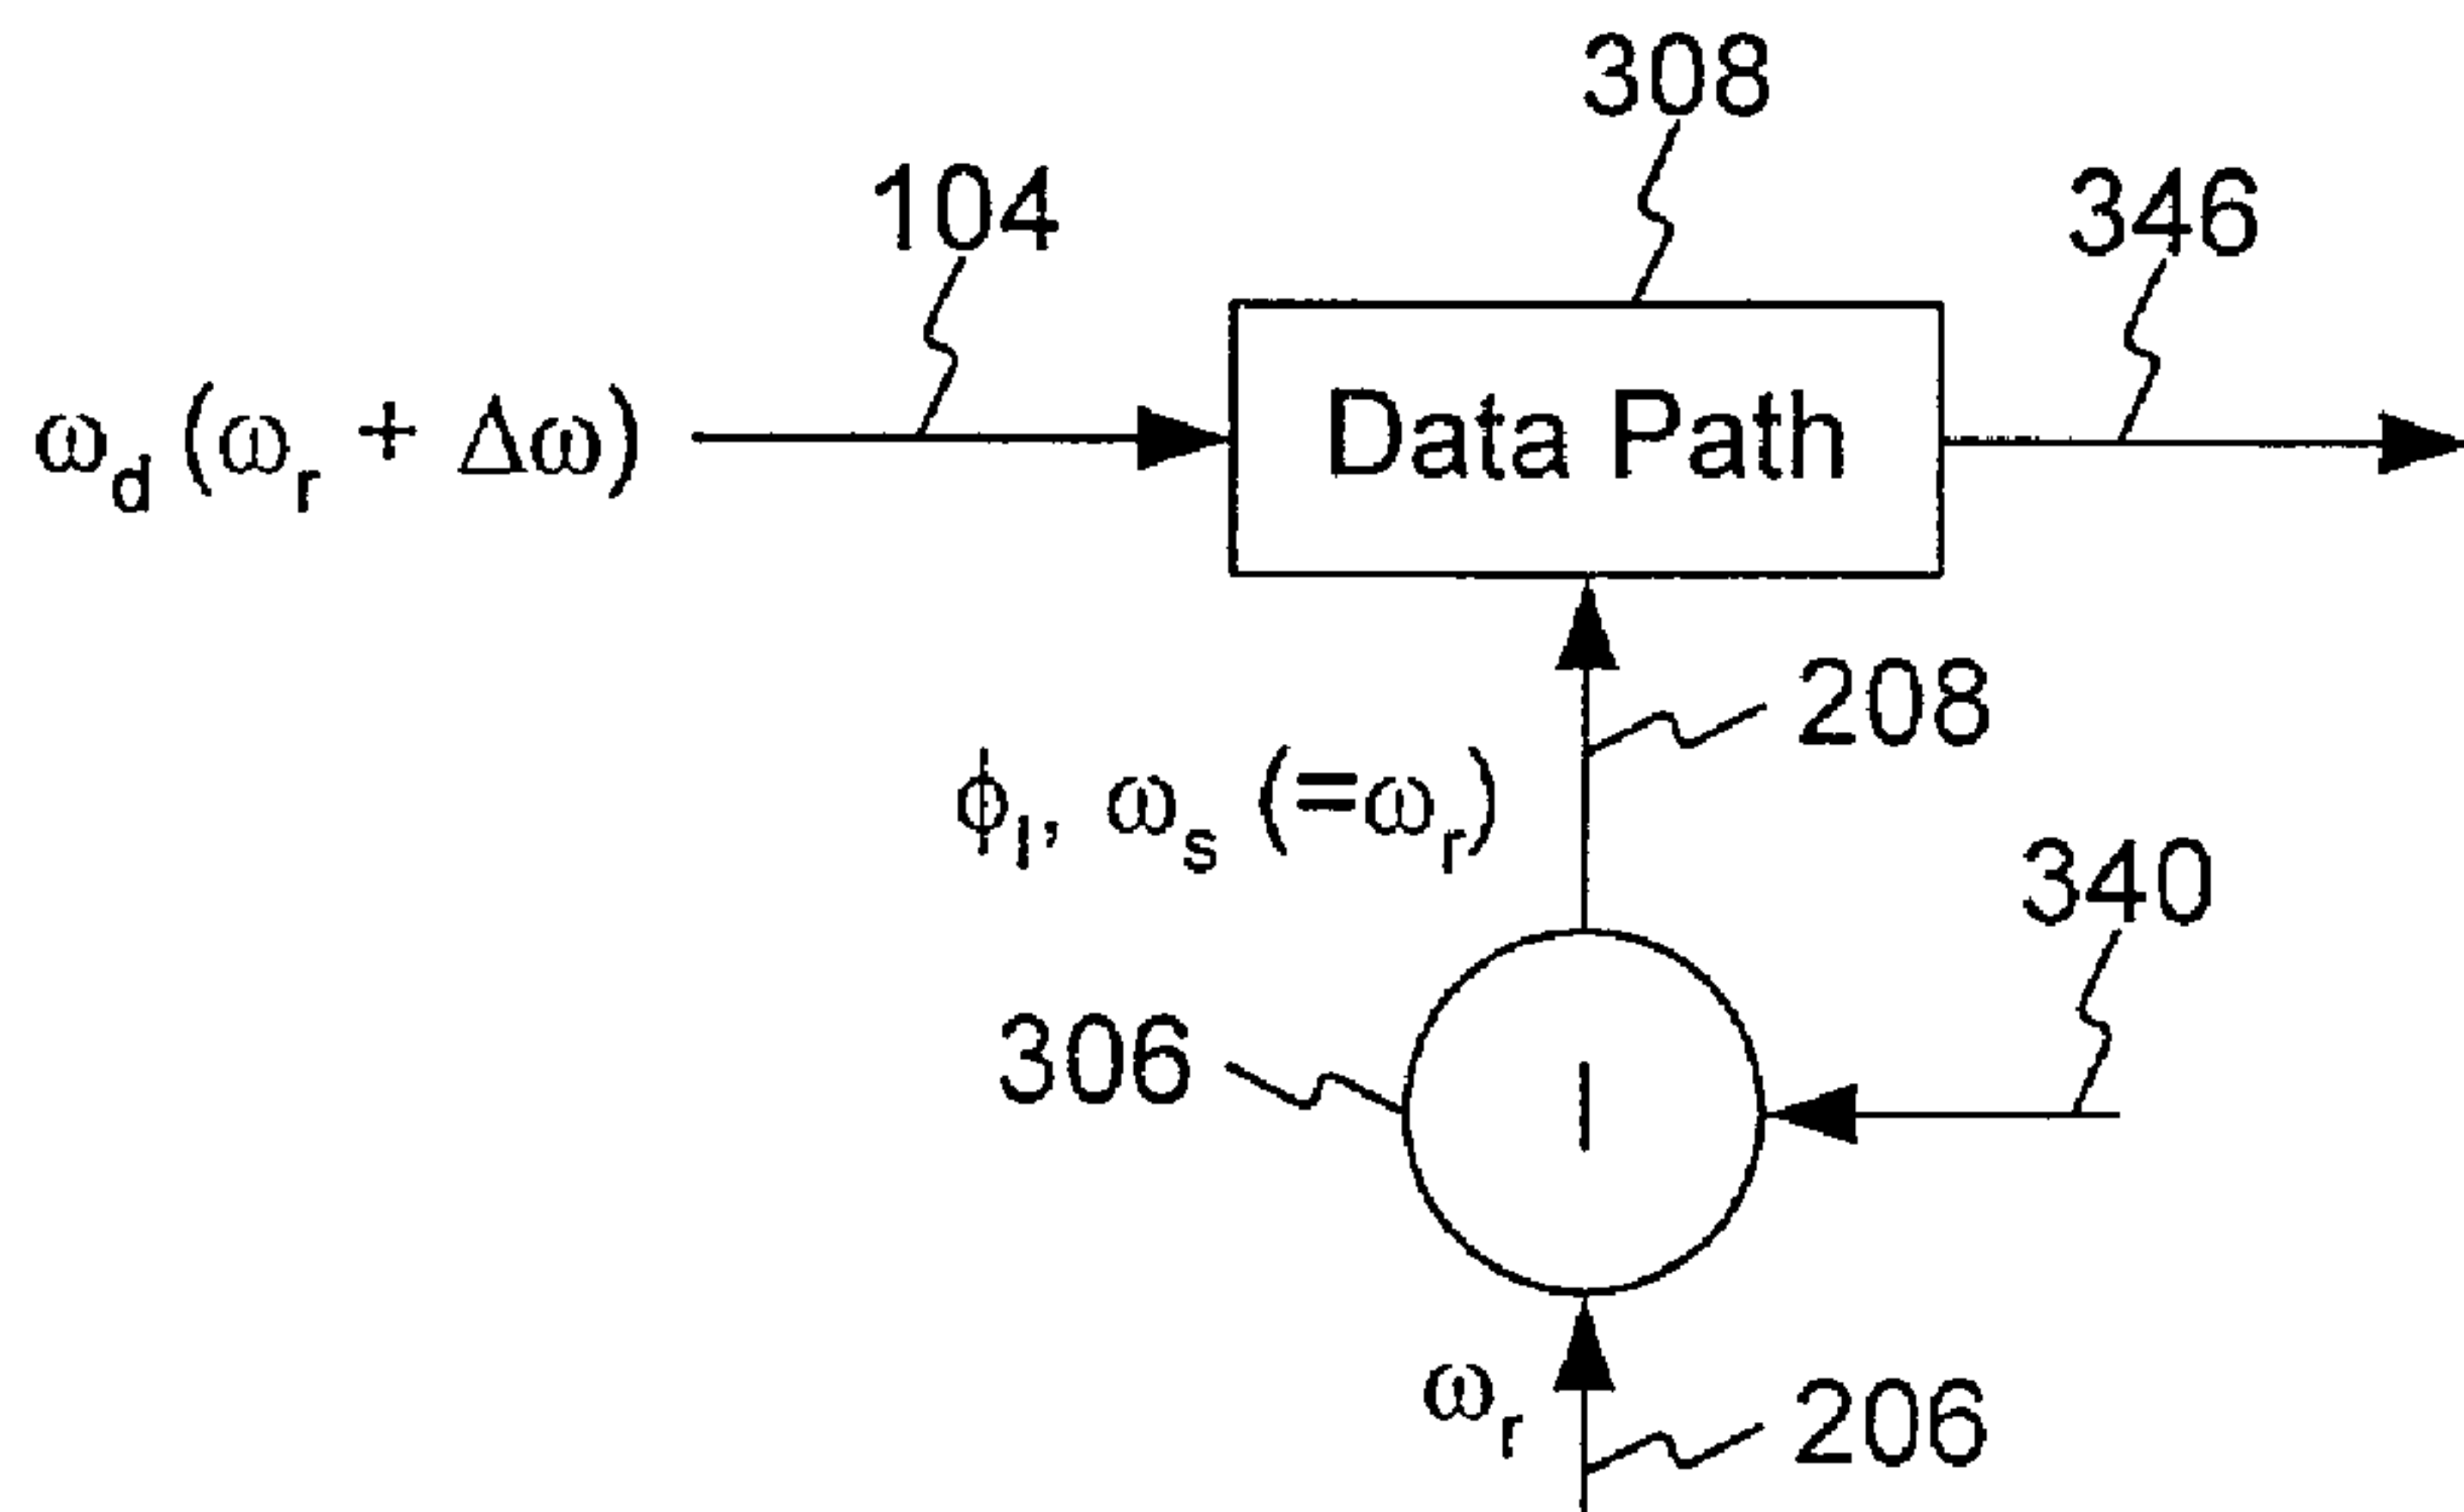 308
104
346
ω_d (ω_r + Δω)
Data Path
208
ϕ_I, ω_s (=ω_r)
340
306
I
ω_r
206